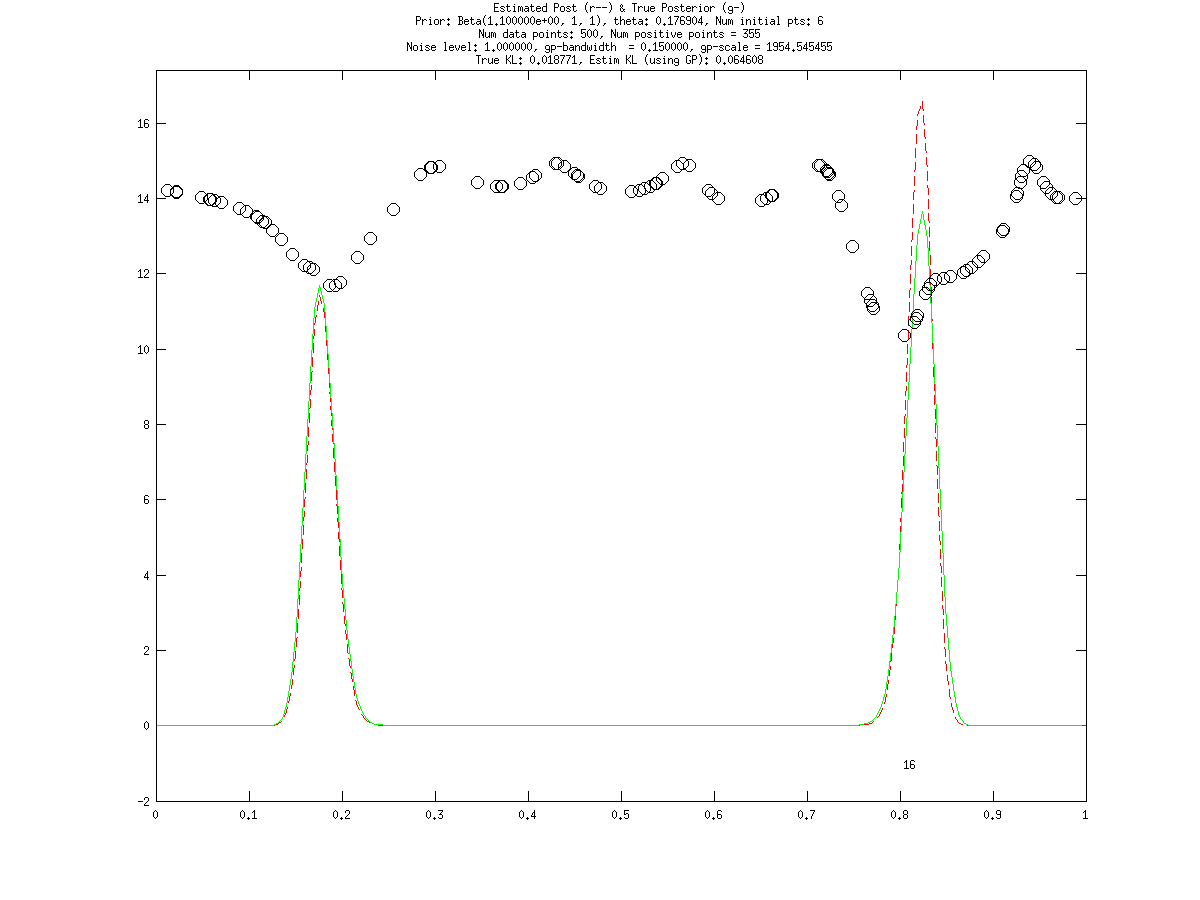 Estimated Post (r--) & True Posterior (g-)
Prior: Beta(1.100000e+00, 1, 1), theta: 0.176904, Num initial pts: 6
Num data points: 500, Num positive points = 355
Noise level: 1.000000, gp-bandwidth  = 0.150000, gp-scale = 1954.545455
True KL: 0.018771, Estim KL (using GP): 0.064608
16
14
12
10
8
6
4
2
0
16
-2
0 0.1 0.2 0.3 0.4 0.5 0.6 0.7 0.8 0.9 1